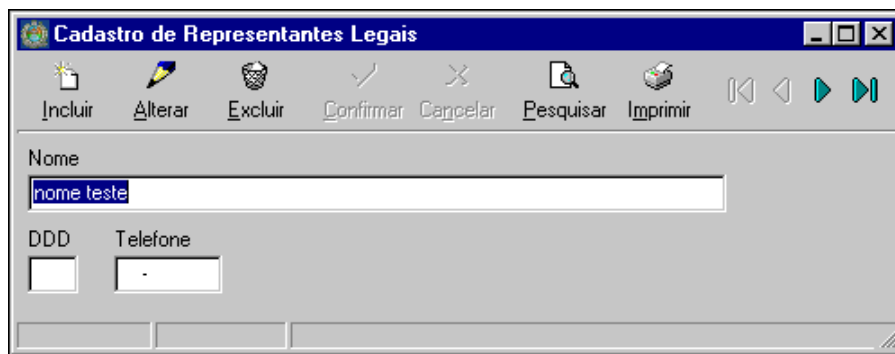 Cadastro de Representantes Legais
Incluir Alterar Excluir Confirmar Cancelar Pesquisar Imprimir
Nome
nome teste
DDD Telefone
-